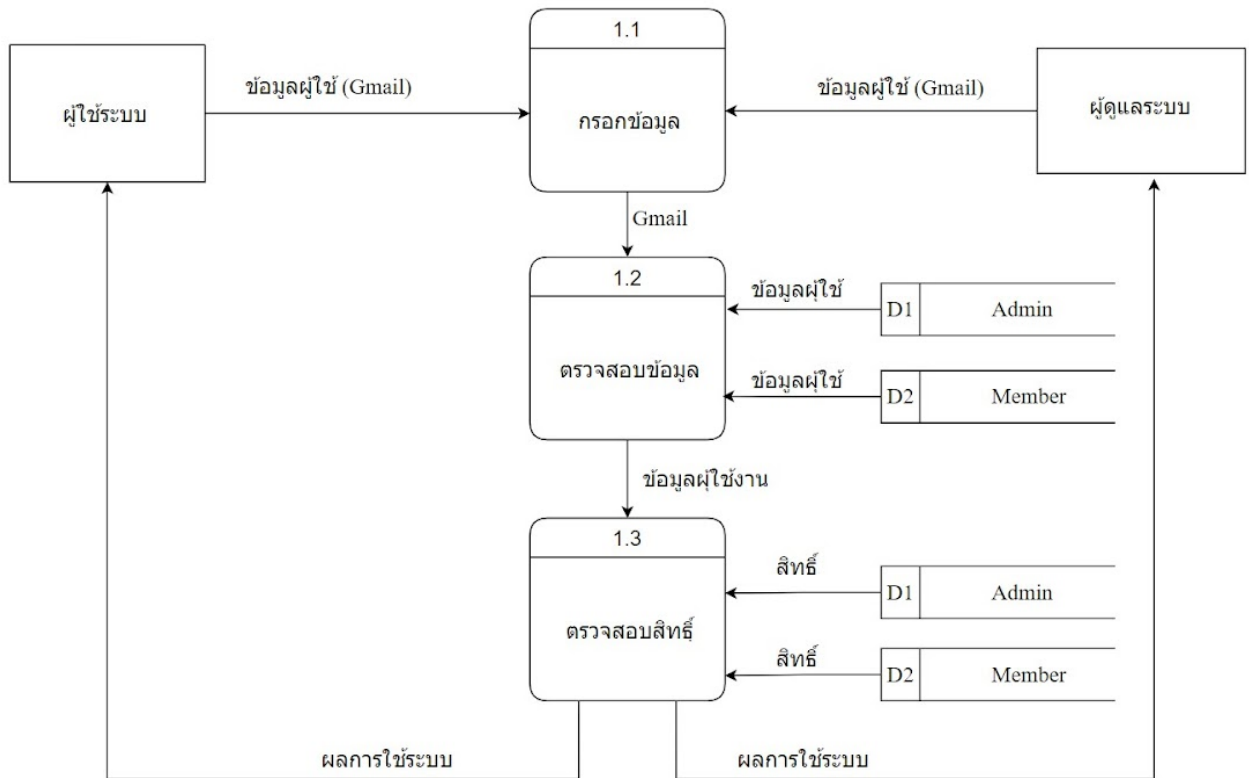 1.1
ผู้ใช้ระบบ
ข้อมูลผู้ใช้ (Gmail)
กรอกข้อมูล
ข้อมูลผู้ใช้ (Gmail)
ผู้ดูแลระบบ
Gmail
1.2
ตรวจสอบข้อมูล
ข้อมูลผุ้ใช้
D1
Admin
ข้อมูลผุ้ใช้
D2
Member
ข้อมูลผุ้ใช้งาน
1.3
ตรวจสอบสิทธิ์
สิทธิ์
D1
Admin
สิทธิ์
D2
Member
ผลการใช้ระบบ
ผลการใช้ระบบ